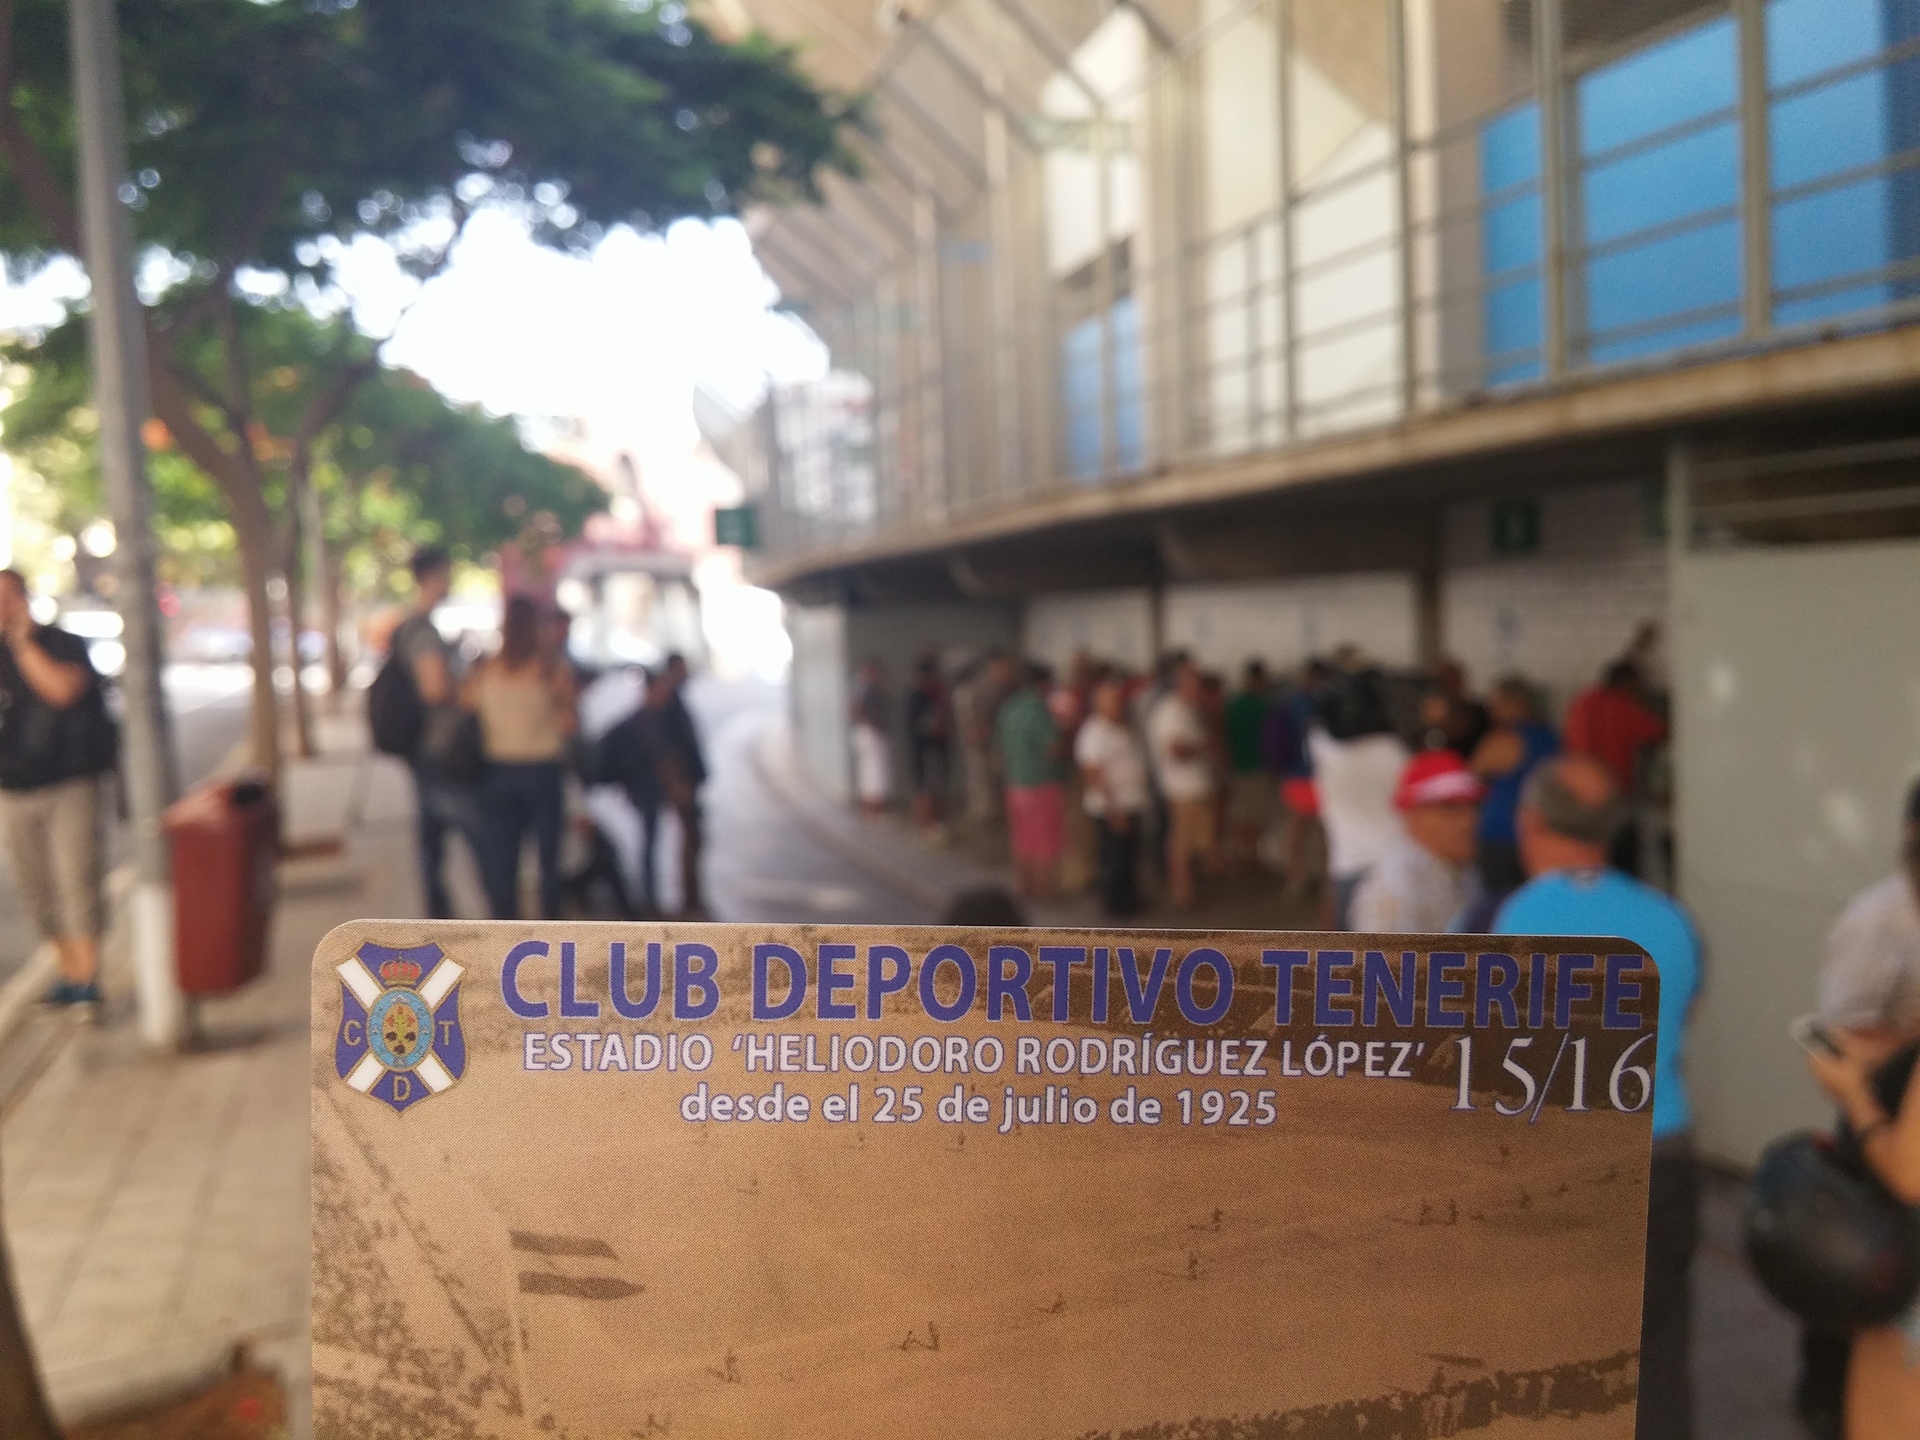 CLUB DEPORTIVO TENERIFE
ESTADIO ‘HELIODORO RODRÍGUEZ LÓPEZ’ 15/16
desde el 25 de julio de 1925
C T
D